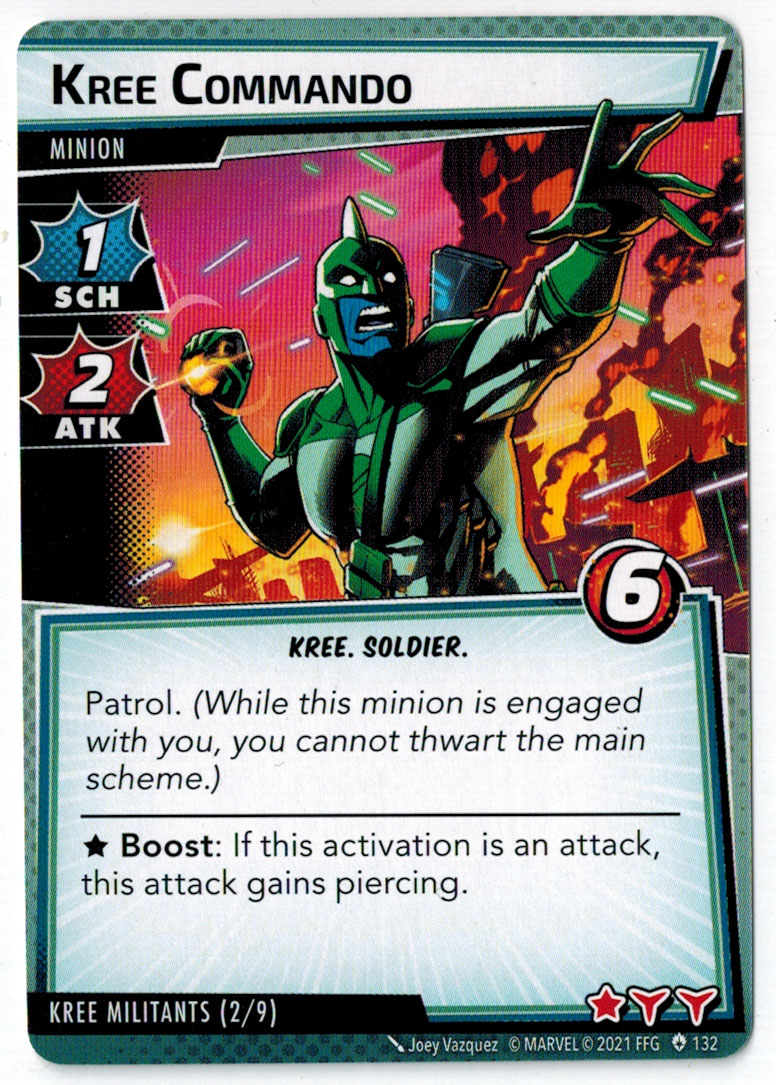 KREE COMMANDO
MINION
1
SCH
2
ATK
6
KREE. SOLDIER.
Patrol. (While this minion is engaged
with you, you cannot thwart the main
scheme.)
★ Boost: If this activation is an attack,
this attack gains piercing.
KREE MILITANTS (2/9)
Joey Vazquez © MARVEL © 2021 FFG 132